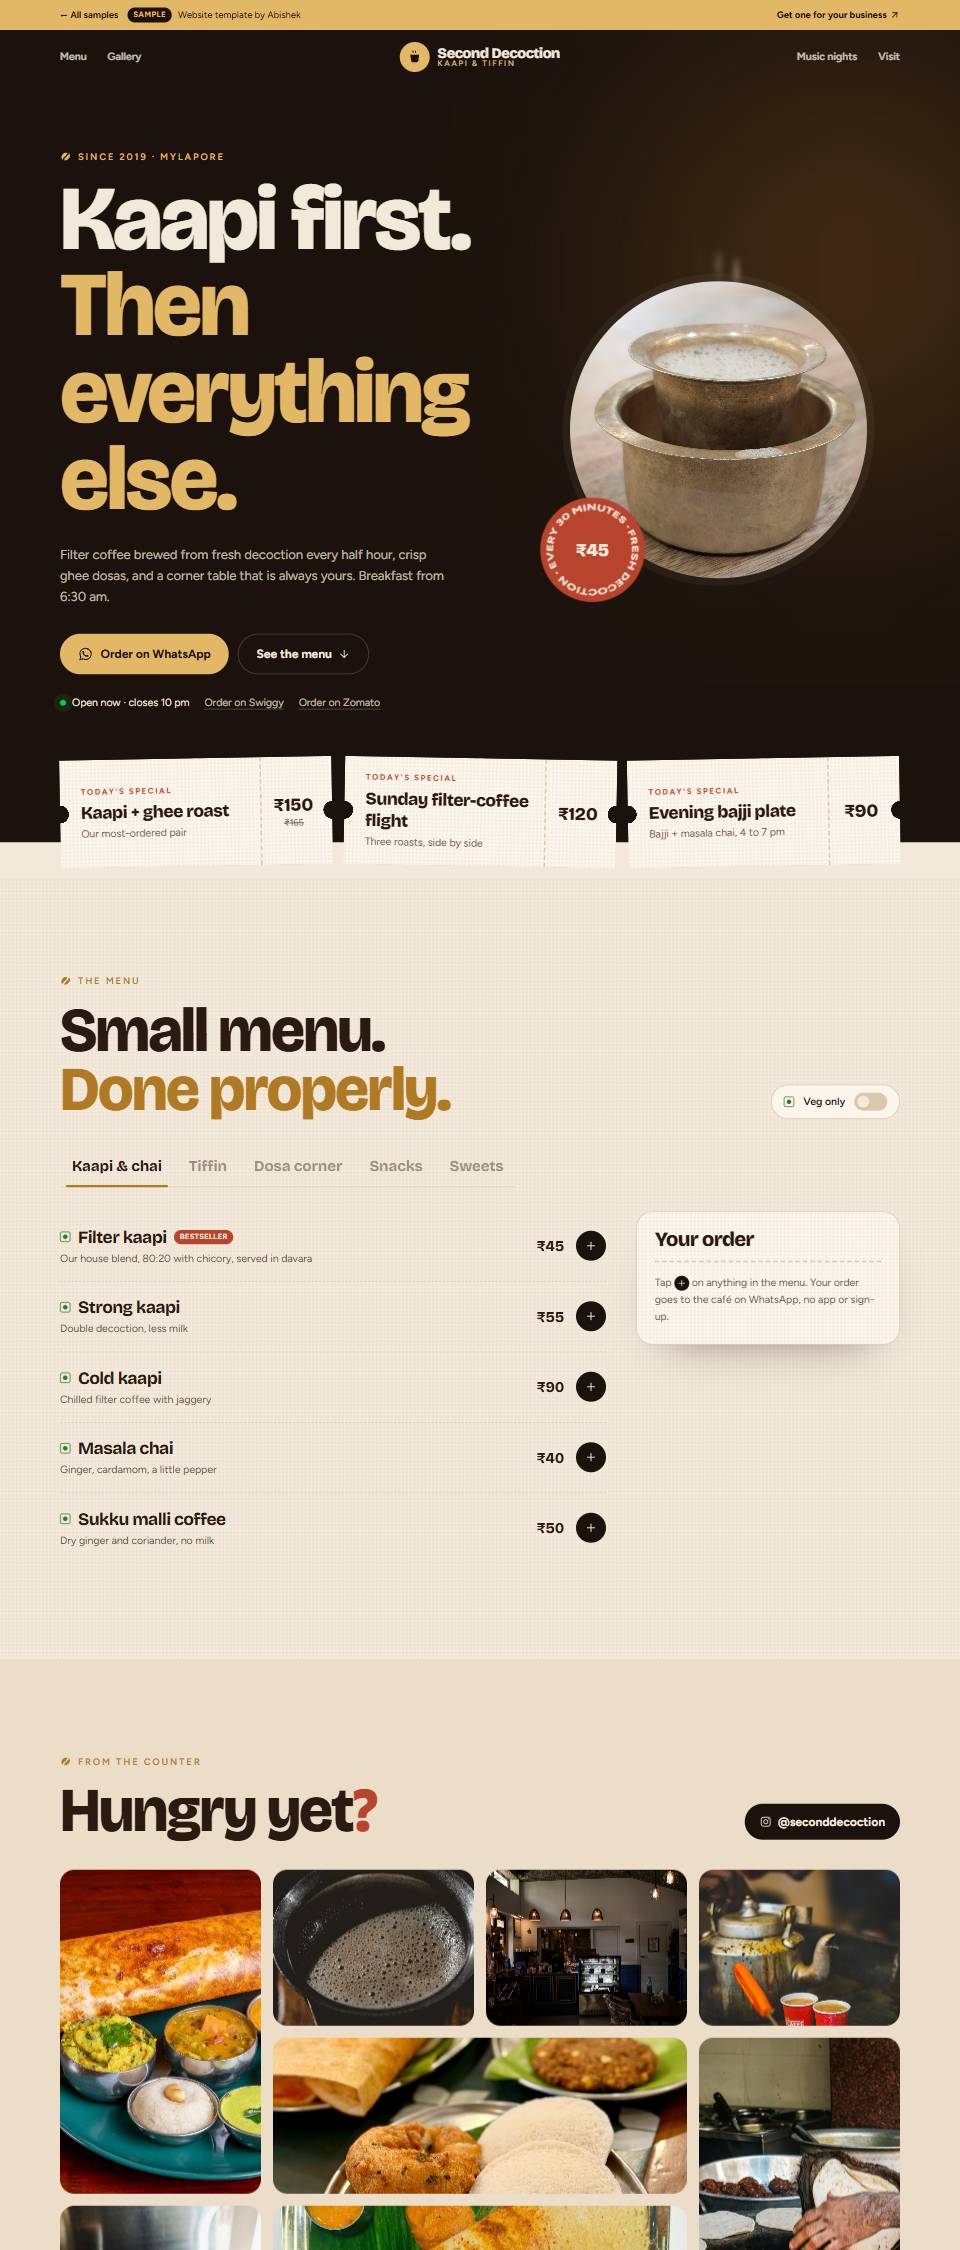 ← All samples SAMPLE Website template by Abishek Get one for your business ↗
Menu Gallery Second Decoction Music nights Visit
KAAPI & TIFFIN
SINCE 2019 · MYLAPORE
Kaapi first.
Then
everything
else.
EVERY 30 MINUTES · FRESH DECOCTION ·
₹45
Filter coffee brewed from fresh decoction every half hour, crisp
ghee dosas, and a corner table that is always yours. Breakfast from
6:30 am.
Order on WhatsApp See the menu ↓
Open now · closes 10 pm Order on Swiggy Order on Zomato
TODAY'S SPECIAL
Kaapi + ghee roast
Our most-ordered pair
₹150
₹165
TODAY'S SPECIAL
Sunday filter-coffee
flight
Three roasts, side by side
₹120
TODAY'S SPECIAL
Evening bajji plate
Bajji + masala chai, 4 to 7 pm
₹90
THE MENU
Small menu.
Done properly.
Veg only
Kaapi & chai Tiffin Dosa corner Snacks Sweets
Filter kaapi BESTSELLER
Our house blend, 80:20 with chicory, served in davara
₹45 +
Strong kaapi
Double decoction, less milk
₹55 +
Cold kaapi
Chilled filter coffee with jaggery
₹90 +
Masala chai
Ginger, cardamom, a little pepper
₹40 +
Sukku malli coffee
Dry ginger and coriander, no milk
₹50 +
Your order
Tap + on anything in the menu. Your order
goes to the café on WhatsApp, no app or sign-
up.
FROM THE COUNTER
Hungry yet?
@seconddecoction